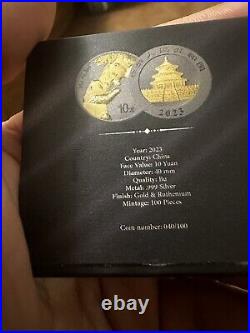 10元
2023
Year: 2023
Country: China
Face Value: 10 Yuan
Diameter: 40 mm
Quality: BU
Metal: .999 Silver
Finish: Gold & Ruthenium
Mintage: 100 Pieces
Coin number: 040/100